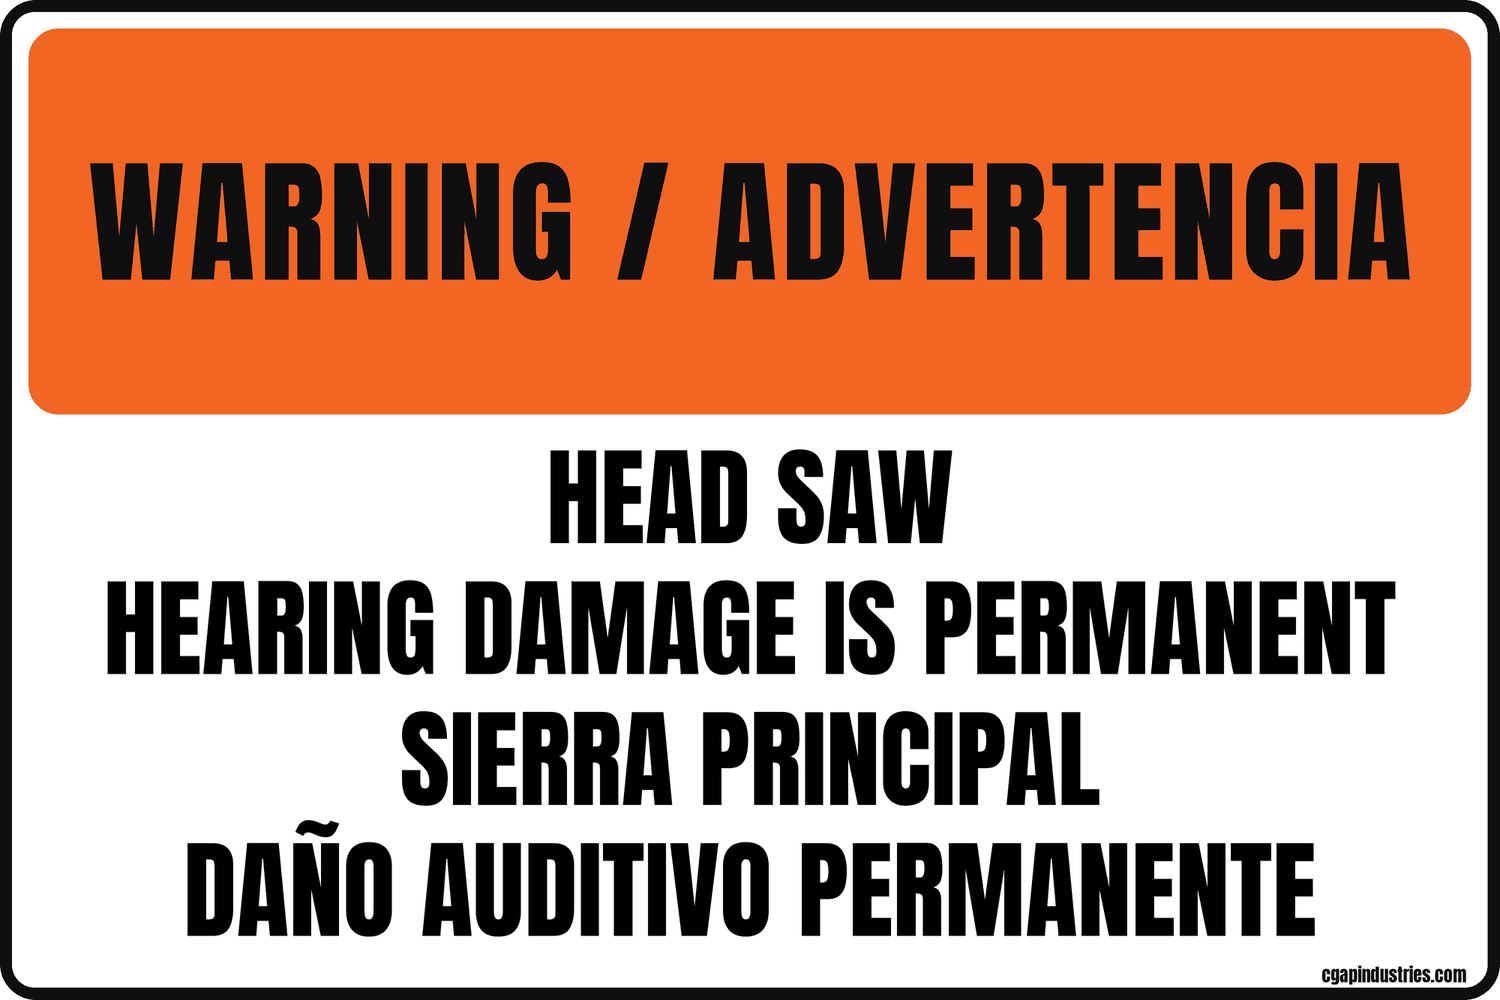 WARNING / ADVERTENCIA
HEAD SAW
HEARING DAMAGE IS PERMANENT
SIERRA PRINCIPAL
DAÑO AUDITIVO PERMANENTE
cgapindustries.com